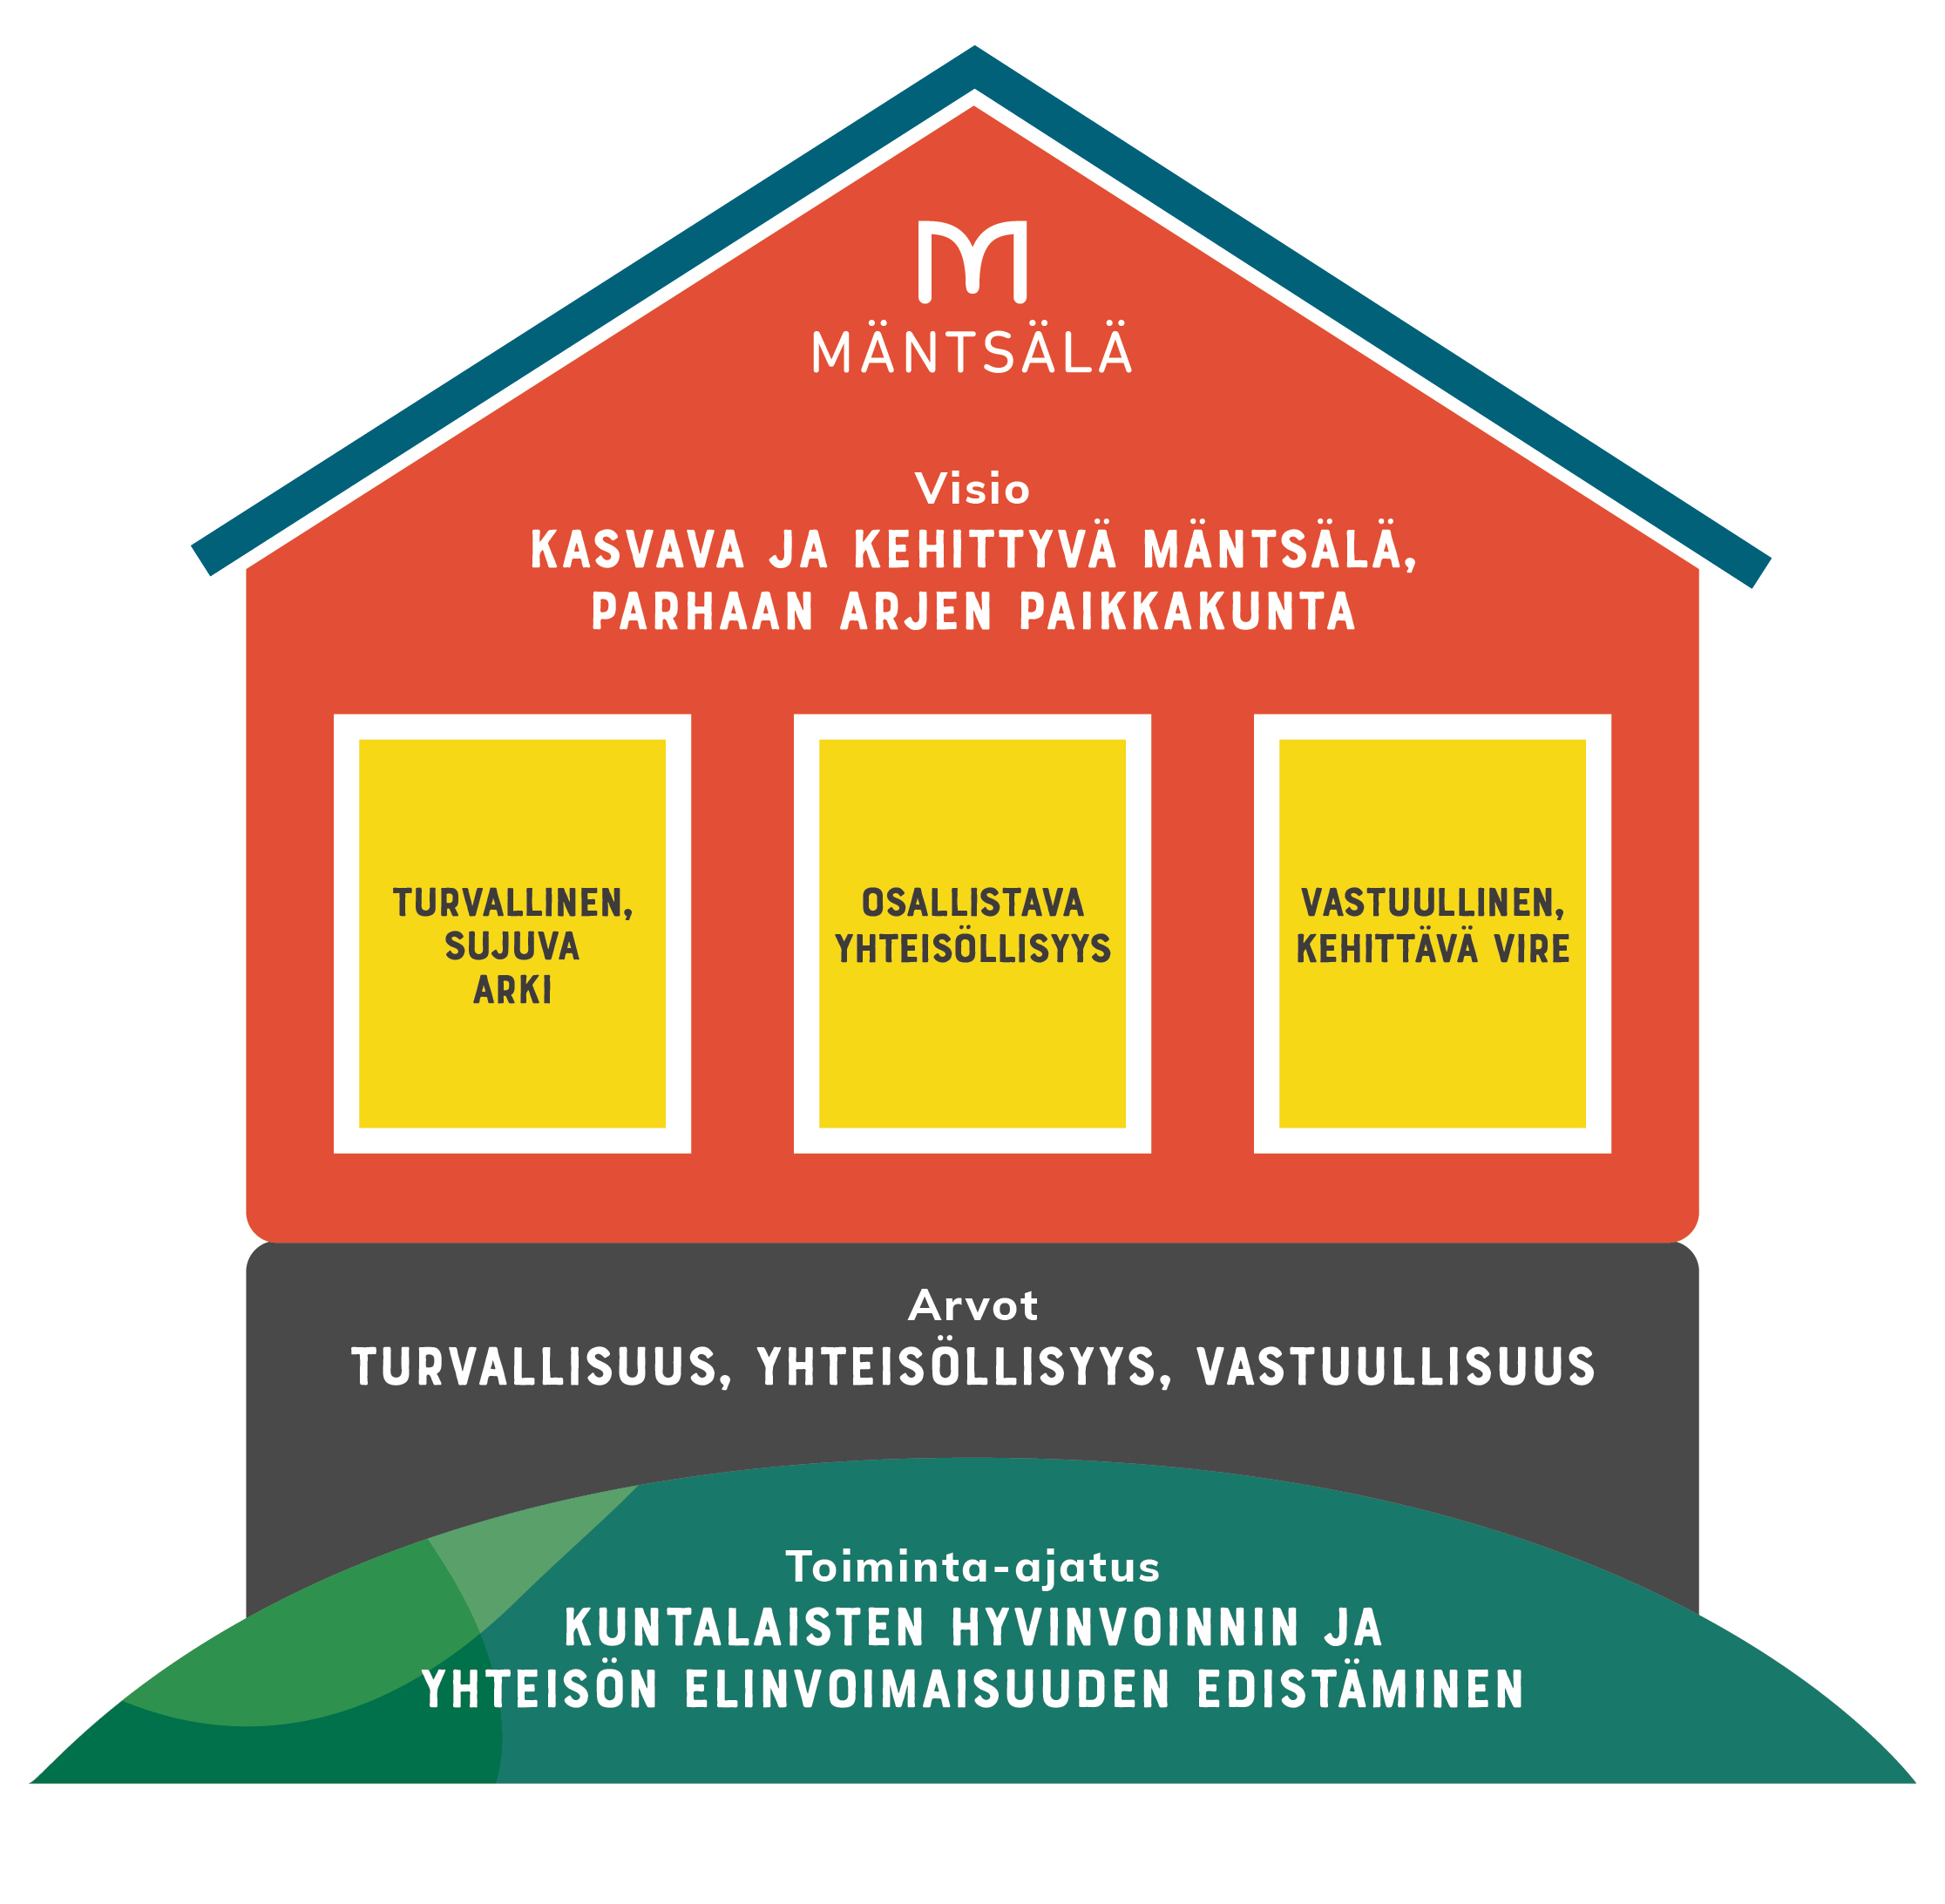 M
MÄNTSÄLÄ
Visio
KASVAVA JA KEHITTYVÄ MÄNTSÄLÄ,
PARHAAN ARJEN PAIKKAKUNTA
TURVALLINEN,
SUJUVA
ARKI
OSALLISTAVA
YHTEISÖLLISYYS
VASTUULLINEN,
KEHITTÄVÄ VIRE
Arvot
TURVALLISUUS, YHTEISÖLLISYYS, VASTUULLISUUS
Toiminta-ajatus
KUNTALAISTEN HYVINVOINNIN JA
YHTEISÖN ELINVOIMAISUUDEN EDISTÄMINEN